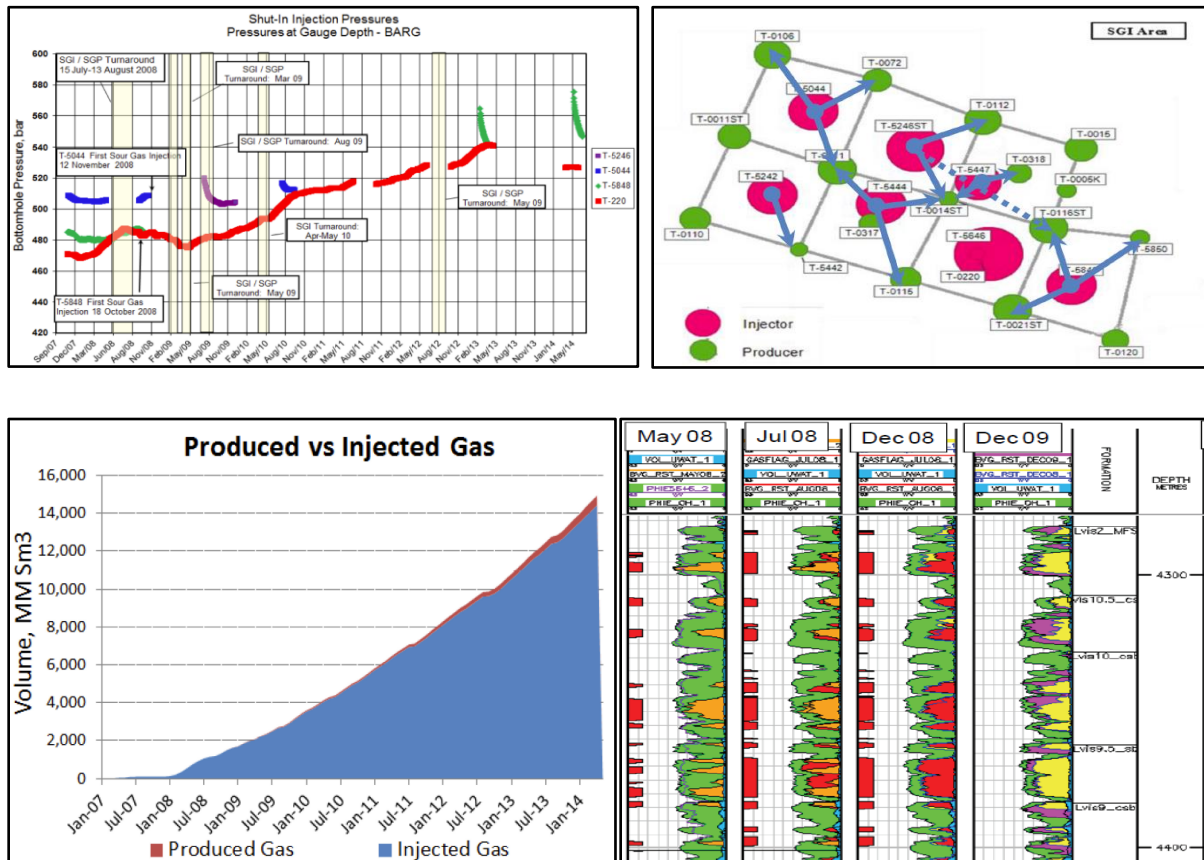 Shut-In Injection Pressures
Pressures at Gauge Depth - BARG
Bottomhole Pressure, bar
600
580
560
540
520
500
480
460
440
420
SGI / SGP Turnaround
15 July-13 August 2008
SGI / SGP
Turnaround: Mar 09
SGI / SGP Turnaround: Aug 09
T-5044 First Sour Gas Injection
12 November 2008
SGI / SGP
Turnaround: May 09
SGI Turnaround:
Apr-May 10
SGI / SGP
Turnaround: May 09
T-5848 First Sour Gas
Injection 18 October 2008
T-5246
T-5044
T-5848
T-220
Sep/07
Dec/07
Mar/08
Jun/08
Aug/08
Nov/08
Feb/09
May/09
Aug/09
Nov/09
Feb/10
May/10
Aug/10
Nov/10
Feb/11
May/11
Aug/11
Nov/11
Feb/12
May/12
Aug/12
Nov/12
Feb/13
May/13
Aug/13
Nov/13
Jan/14
May/14
SGI Area
T-0106
T-0072
T-5044
T-0112
T-0011ST
T-5246ST
T-0015
T-0318
T-5447
T-5242
T-5444
T-0005K
T-0014ST
T-0116ST
T-0110
T-0317
T-5646
T-5850
T-5442
T-0220
T-0115
T-0021ST
T-0120
Injector
Producer
Produced vs Injected Gas
Volume, MM Sm3
16,000
14,000
12,000
10,000
8,000
6,000
4,000
2,000
0
Jan-07
Jul-07
Jan-08
Jul-08
Jan-09
Jul-09
Jan-10
Jul-10
Jan-11
Jul-11
Jan-12
Jul-12
Jan-13
Jul-13
Jan-14
Produced Gas
Injected Gas
May 08
Jul 08
Dec 08
Dec 09
FORMATION
DEPTH
METRES
VOL_UWAT_1
PHIE_OH_1
VOL_UWAT_1
PHIE_OH_1
VOL_UWAT_1
PHIE_OH_1
VOL_UWAT_1
Lvis2_MFS
4300
Lvis9_csb
4400